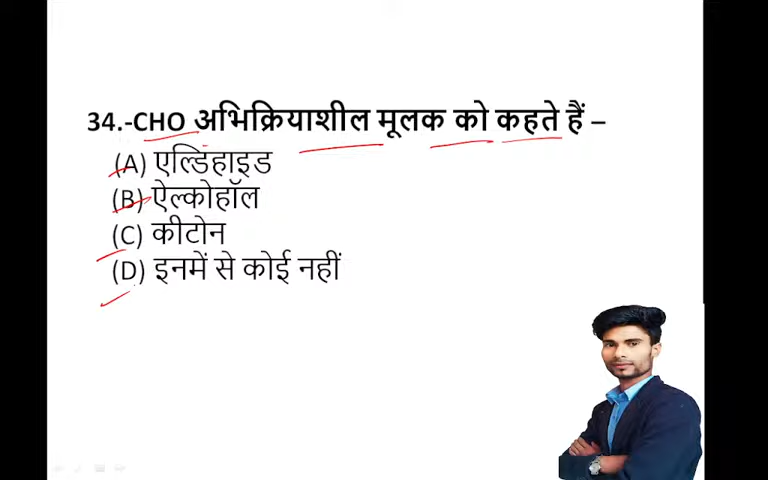 34.-CHO अभिक्रियाशील मूलक को कहते हैं –
(A) एल्डिहाइड
(B) ऐल्कोहॉल
(C) कीटोन
(D) इनमें से कोई नहीं